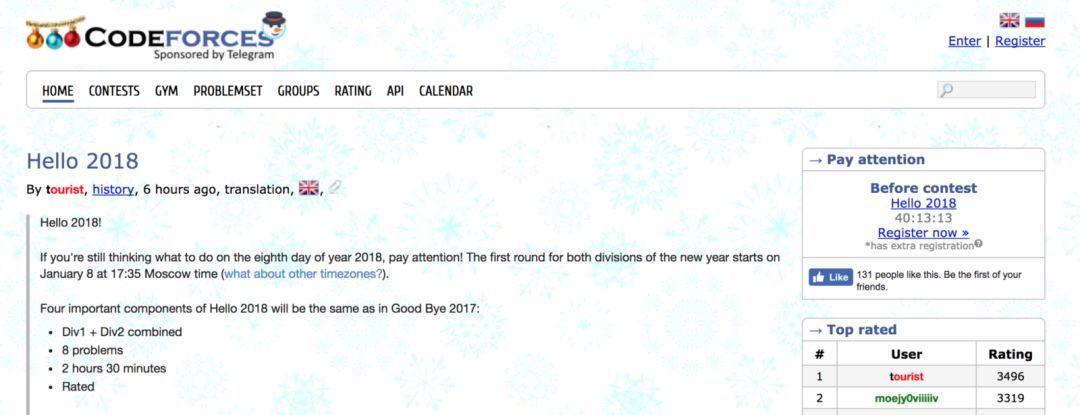 CODEFORCES
Sponsored by Telegram
Enter | Register
HOME CONTESTS GYM PROBLEMSET GROUPS RATING API CALENDAR
Hello 2018
By tourist, history, 6 hours ago, translation,
Hello 2018!
If you're still thinking what to do on the eighth day of year 2018, pay attention! The first round for both divisions of the new year starts on
January 8 at 17:35 Moscow time (what about other timezones?).
Four important components of Hello 2018 will be the same as in Good Bye 2017:
• Div1 + Div2 combined
• 8 problems
• 2 hours 30 minutes
• Rated
→ Pay attention
Before contest
Hello 2018
40:13:13
Register now »
*has extra registration?
Like 131 people like this. Be the first of your
friends.
→ Top rated
# User Rating
1 tourist 3496
2 moejy0viiiiiv 3319